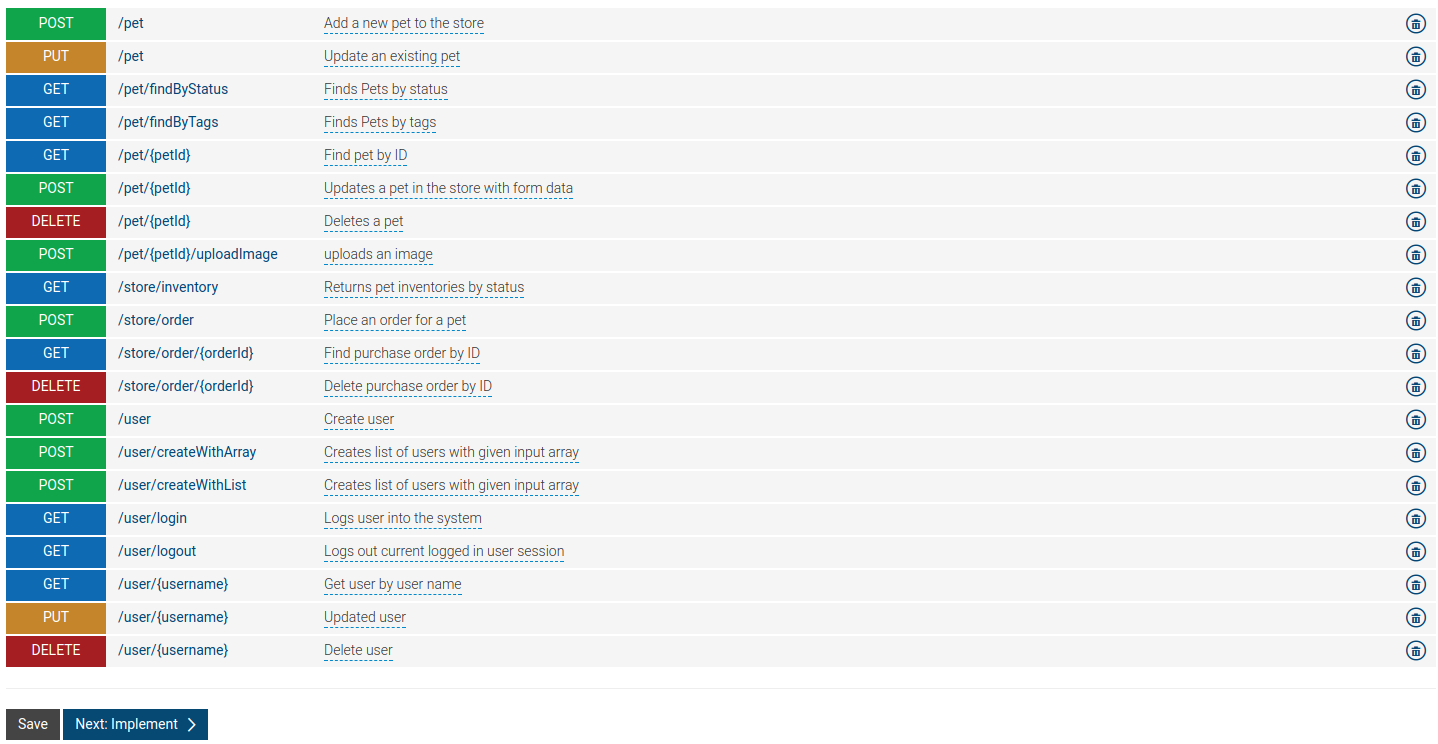 POST /pet Add a new pet to the store
PUT /pet Update an existing pet
GET /pet/findByStatus Finds Pets by status
GET /pet/findByTags Finds Pets by tags
GET /pet/{petId} Find pet by ID
POST /pet/{petId} Updates a pet in the store with form data
DELETE /pet/{petId} Deletes a pet
POST /pet/{petId}/uploadImage uploads an image
GET /store/inventory Returns pet inventories by status
POST /store/order Place an order for a pet
GET /store/order/{orderId} Find purchase order by ID
DELETE /store/order/{orderId} Delete purchase order by ID
POST /user Create user
POST /user/createWithArray Creates list of users with given input array
POST /user/createWithList Creates list of users with given input array
GET /user/login Logs user into the system
GET /user/logout Logs out current logged in user session
GET /user/{username} Get user by user name
PUT /user/{username} Updated user
DELETE /user/{username} Delete user
Save Next: Implement